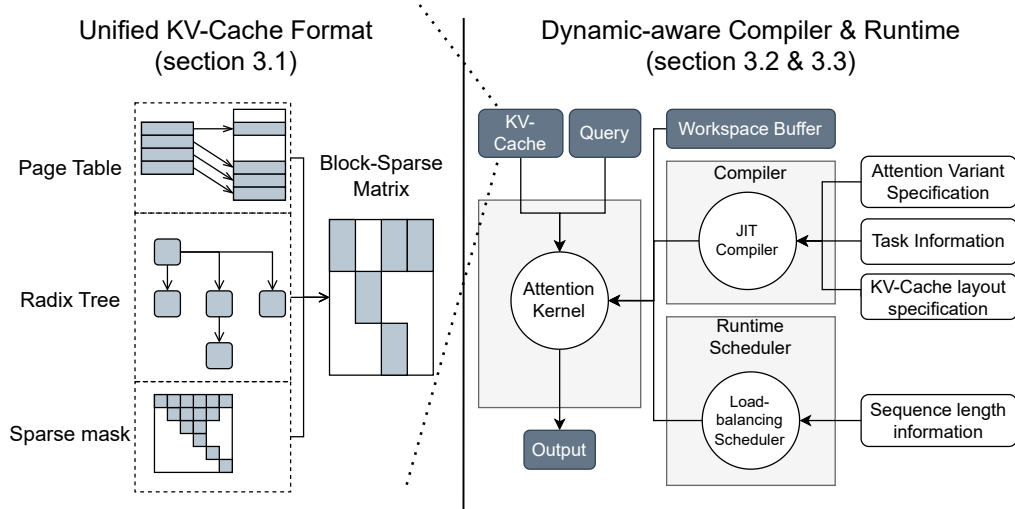 Unified KV-Cache Format
(section 3.1)
Page Table
Radix Tree
Sparse mask
Block-Sparse
Matrix
Dynamic-aware Compiler & Runtime
(section 3.2 & 3.3)
KV-
Cache
Query
Workspace Buffer
Attention
Kernel
Output
Compiler
JIT
Compiler
Attention Variant
Specification
Task Information
KV-Cache layout
specification
Runtime
Scheduler
Load-
balancing
Scheduler
Sequence length
information